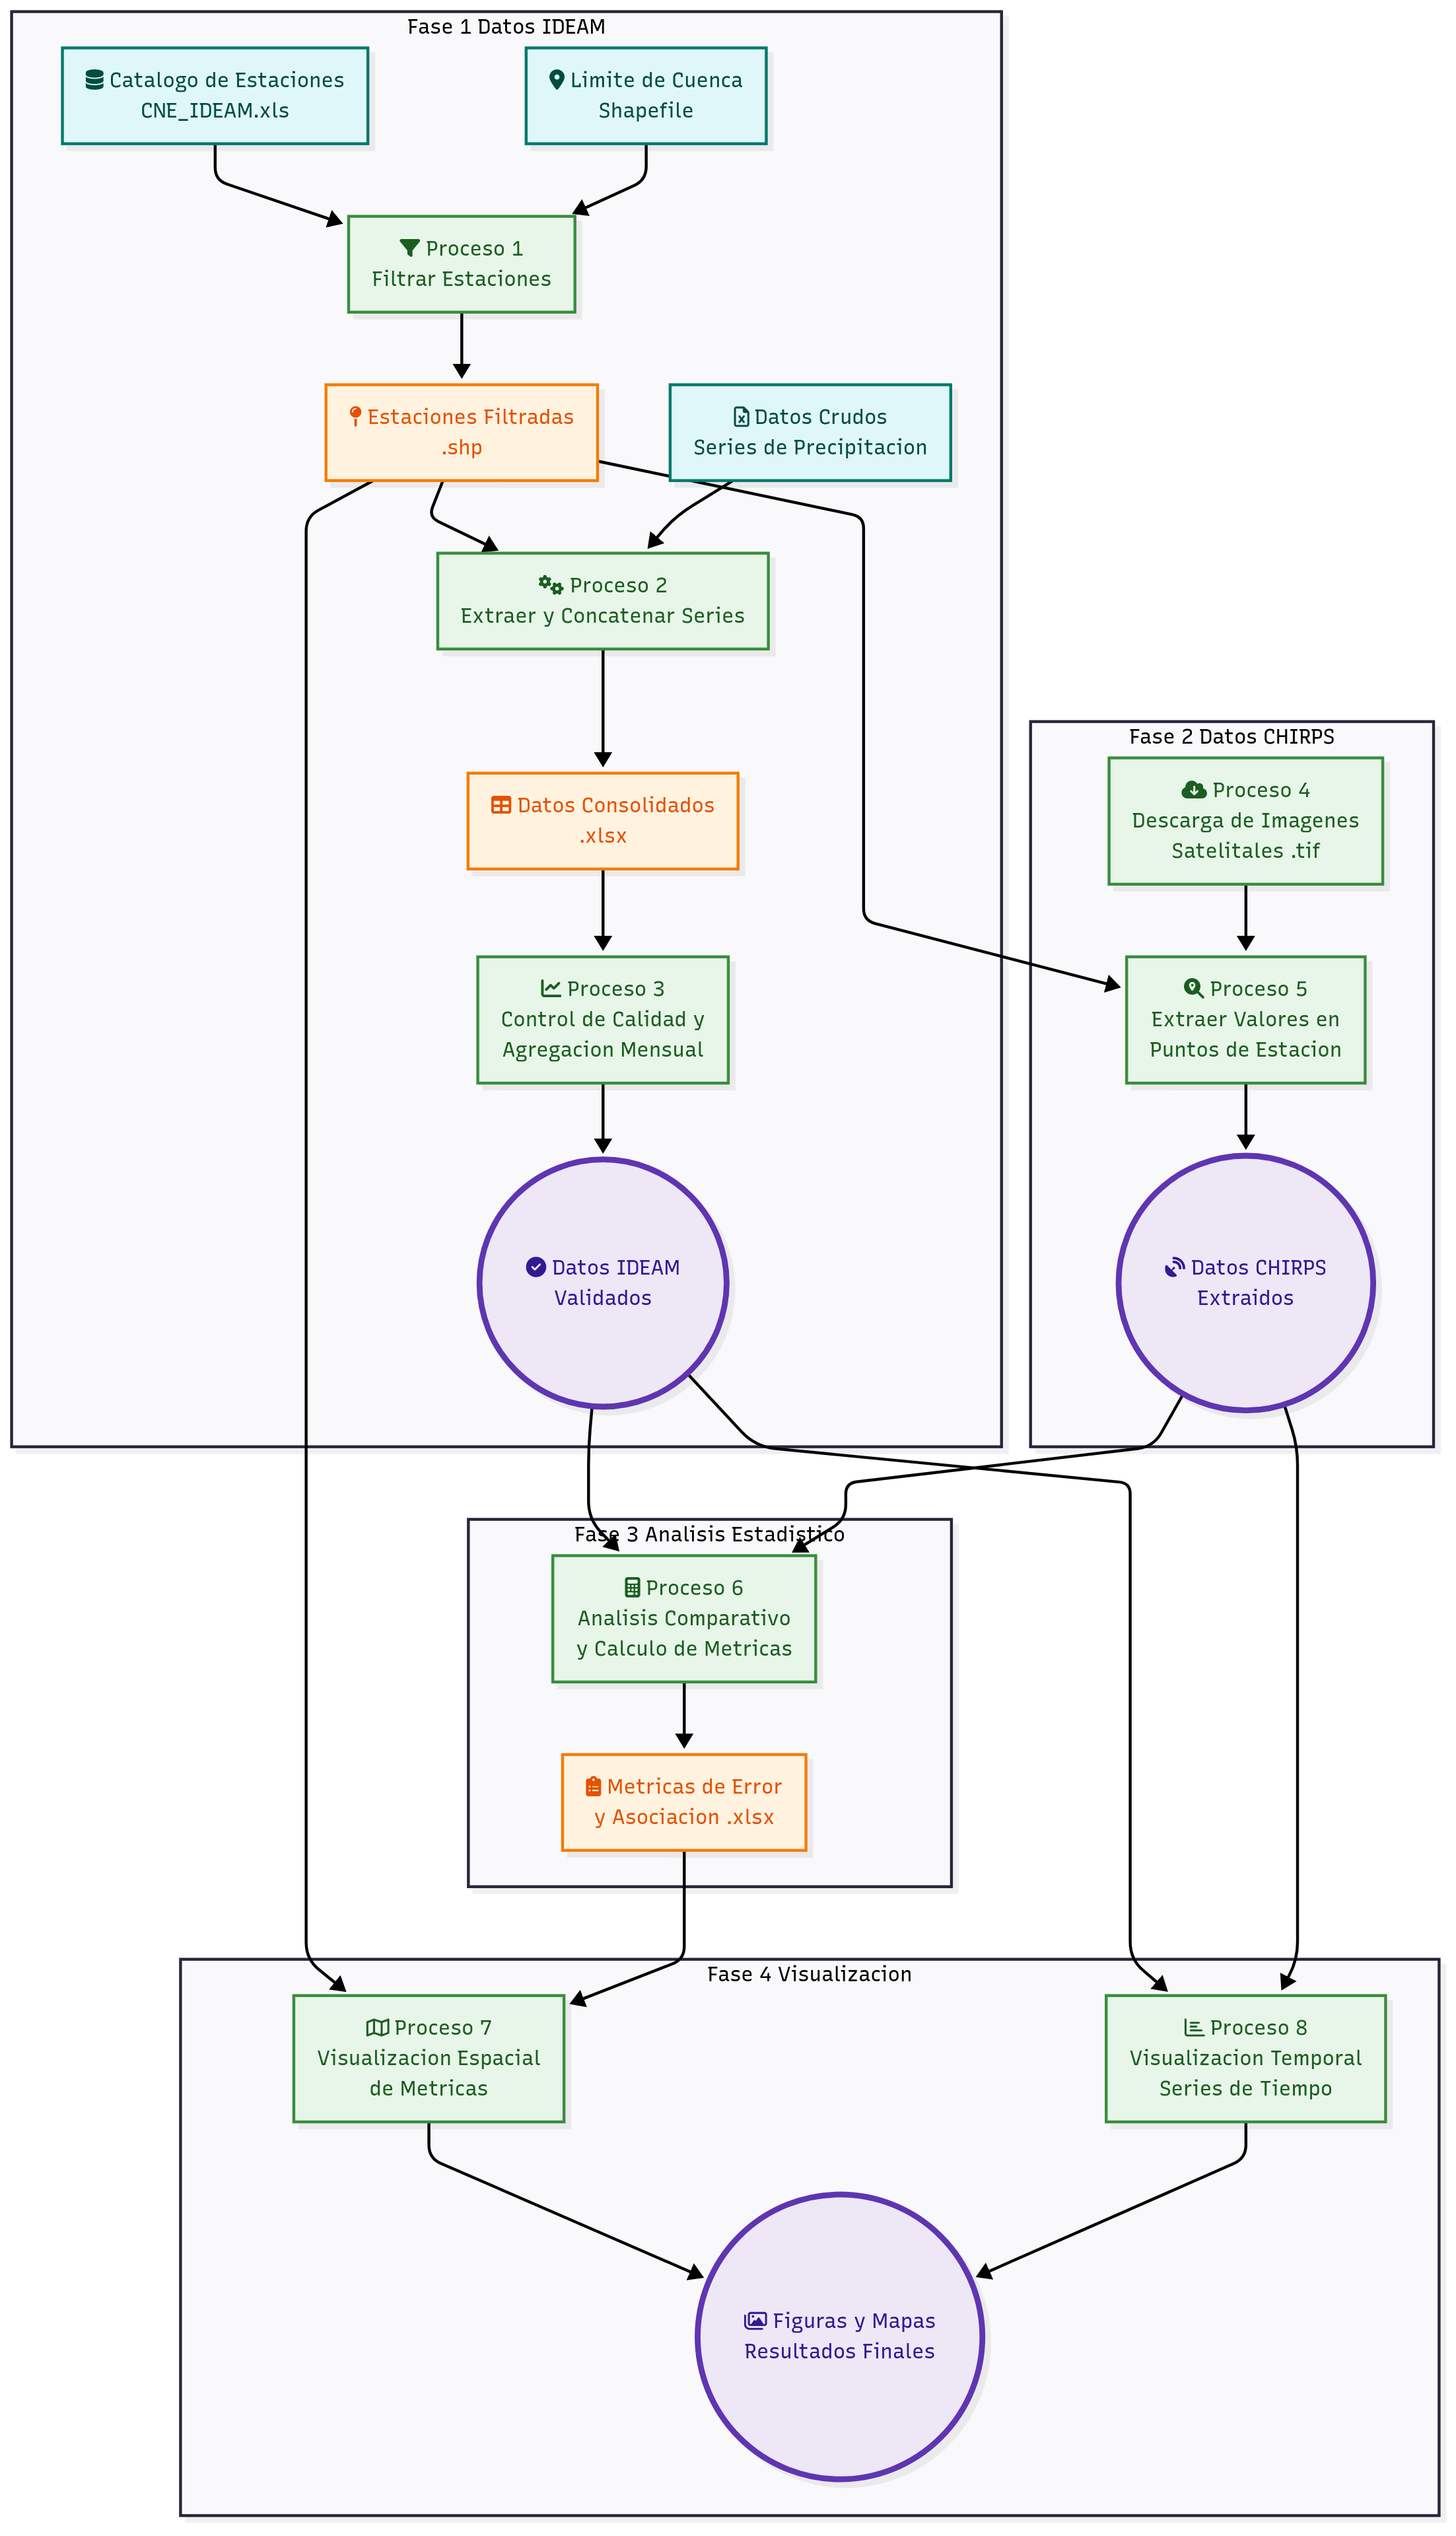 Fase 1 Datos IDEAM
Catalogo de Estaciones
CNE_IDEAM.xls
Limite de Cuenca
Shapefile
Proceso 1
Filtrar Estaciones
Estaciones Filtradas
.shp
Datos Crudos
Series de Precipitacion
Proceso 2
Extraer y Concatenar Series
Datos Consolidados
.xlsx
Proceso 3
Control de Calidad y
Agregacion Mensual
Datos IDEAM
Validados
Fase 2 Datos CHIRPS
Proceso 4
Descarga de Imagenes
Satelitales .tif
Proceso 5
Extraer Valores en
Puntos de Estacion
Datos CHIRPS
Extraidos
Fase 3 Analisis Estadistico
Proceso 6
Analisis Comparativo
y Calculo de Metricas
Metricas de Error
y Asociacion .xlsx
Fase 4 Visualizacion
Proceso 7
Visualizacion Espacial
de Metricas
Proceso 8
Visualizacion Temporal
Series de Tiempo
Figuras y Mapas
Resultados Finales